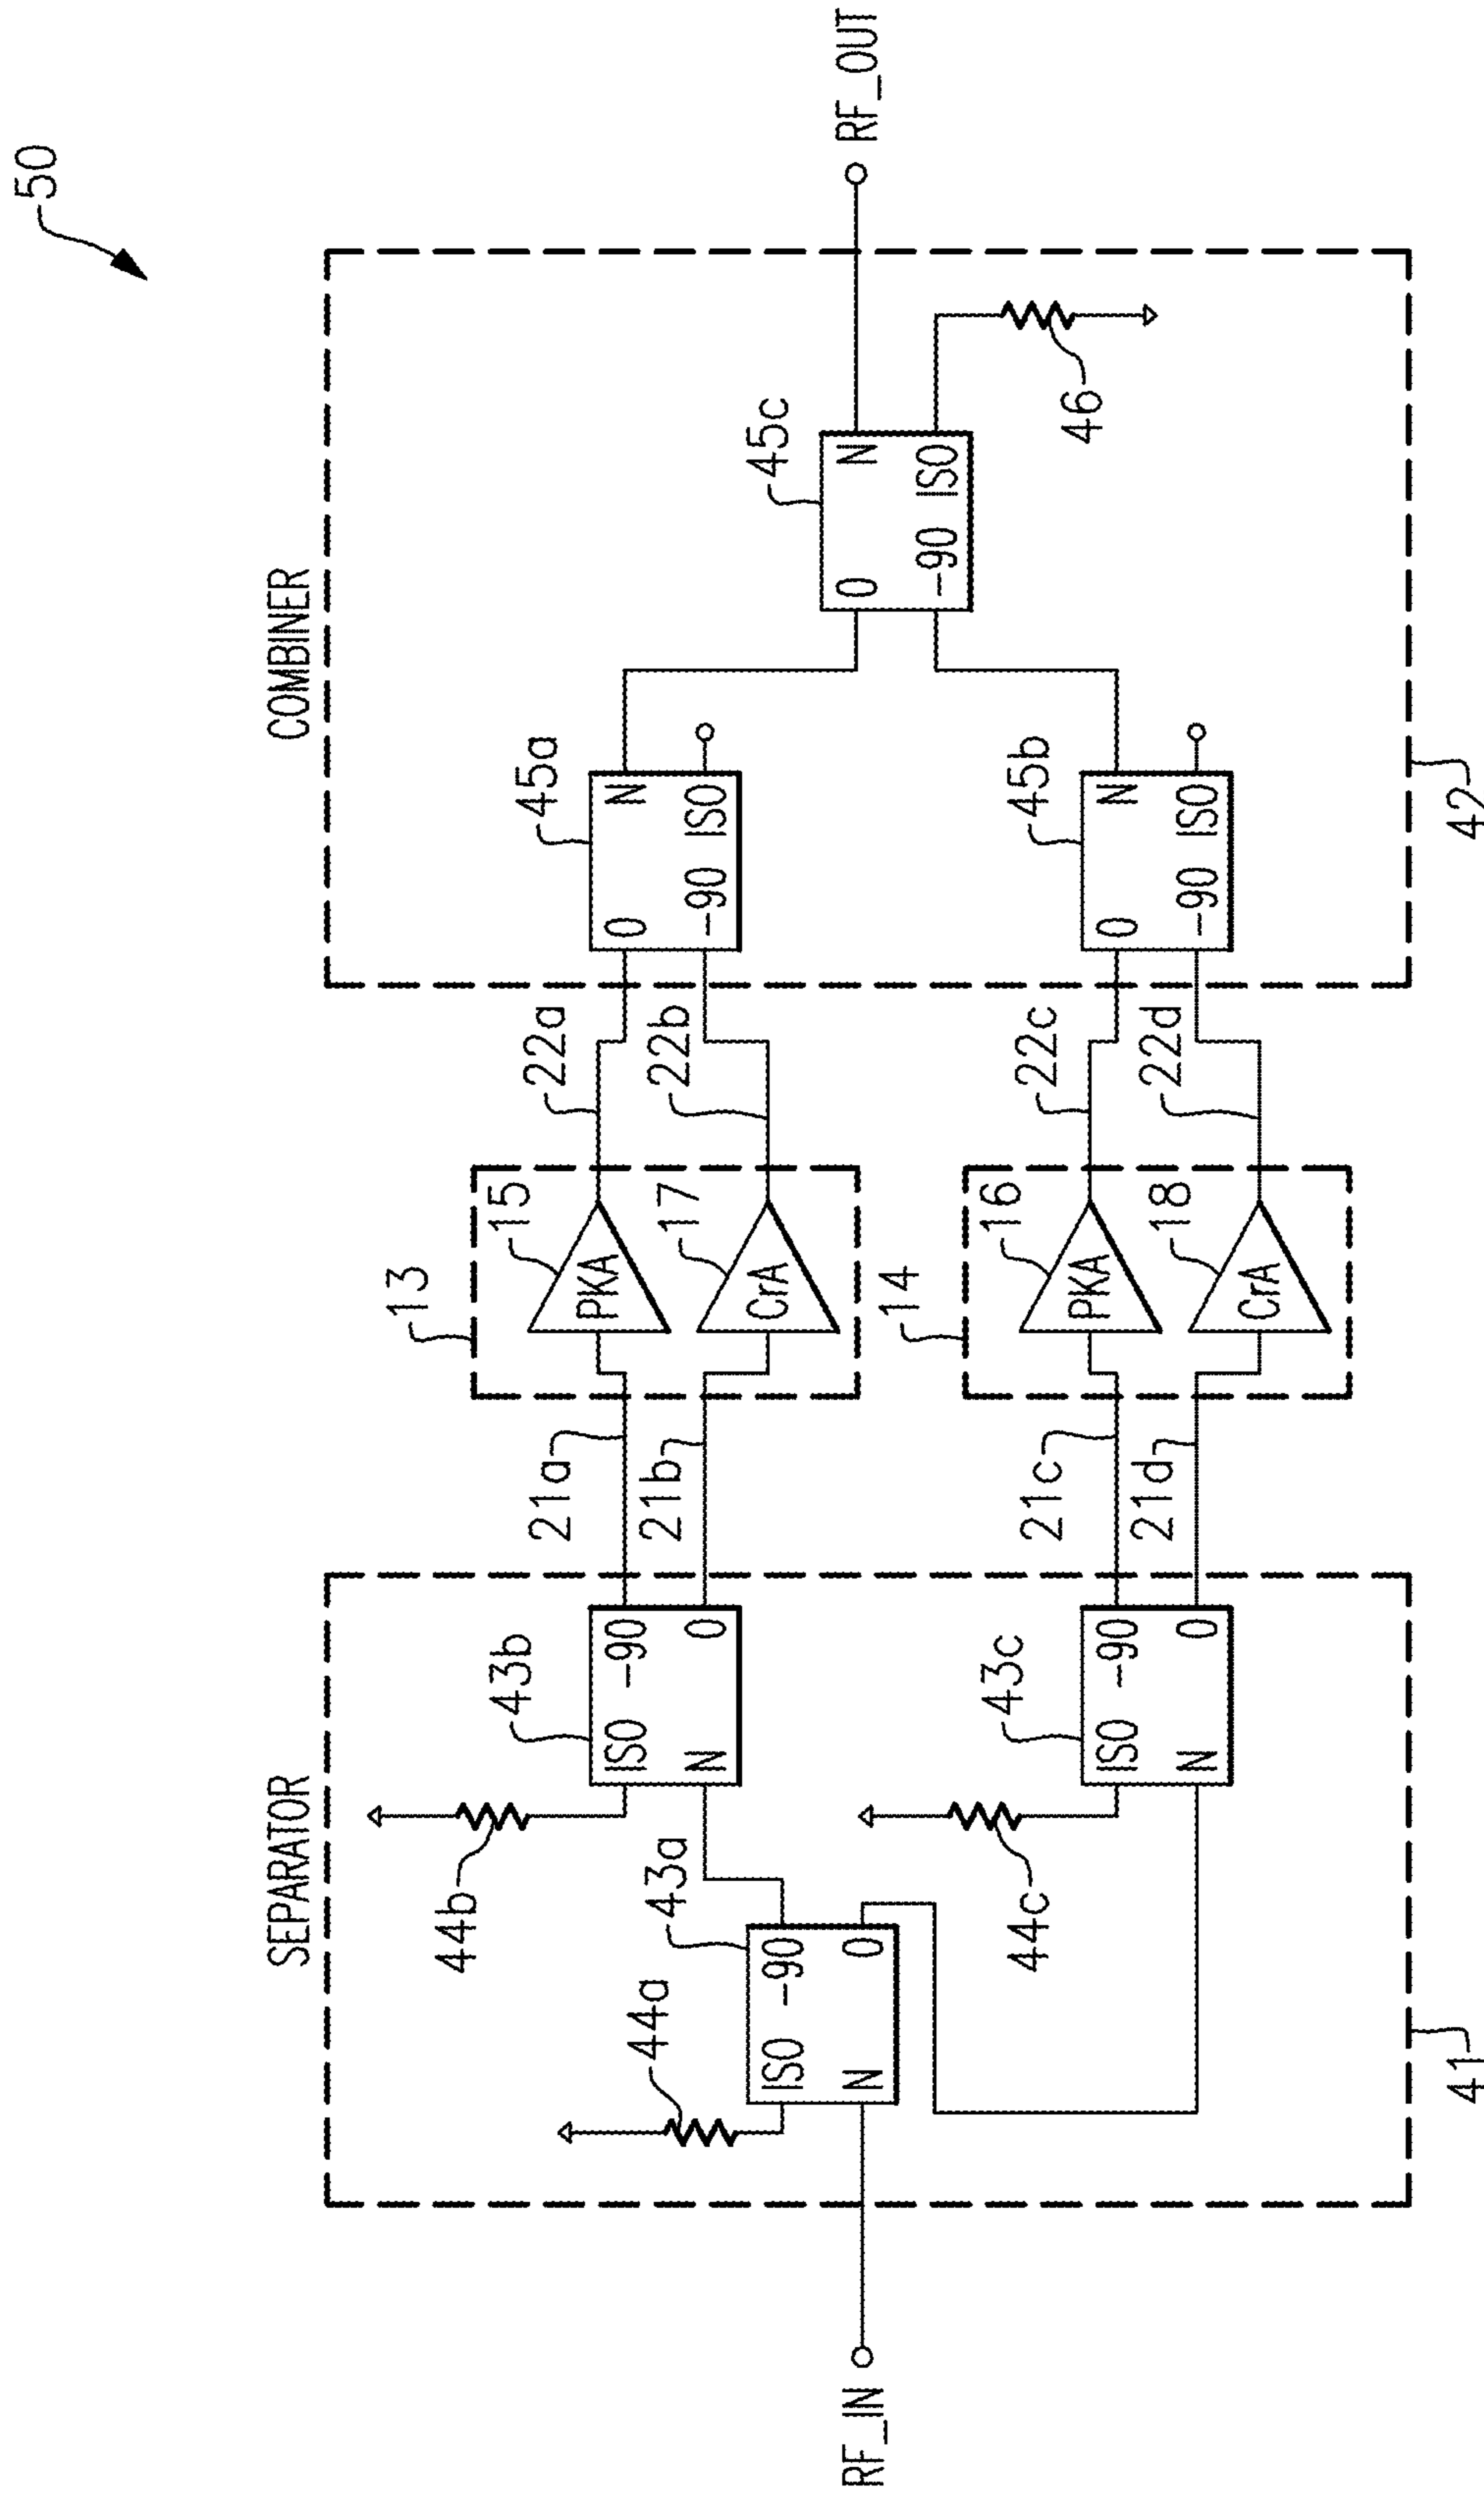 50
SEPARATOR
COMBINER
RF_IN
44a
43a
ISO -90
N 0
44b
43b
ISO -90
N 0
44c
43c
ISO -90
N 0
41
21a
21b
21c
21d
13
15
PKA
17
CrA
14
16
PKA
18
CrA
22a
22b
22c
22d
45a
0 N
-90 ISO
45b
0 N
-90 ISO
45c
0 N
-90 ISO
46
42
RF_OUT